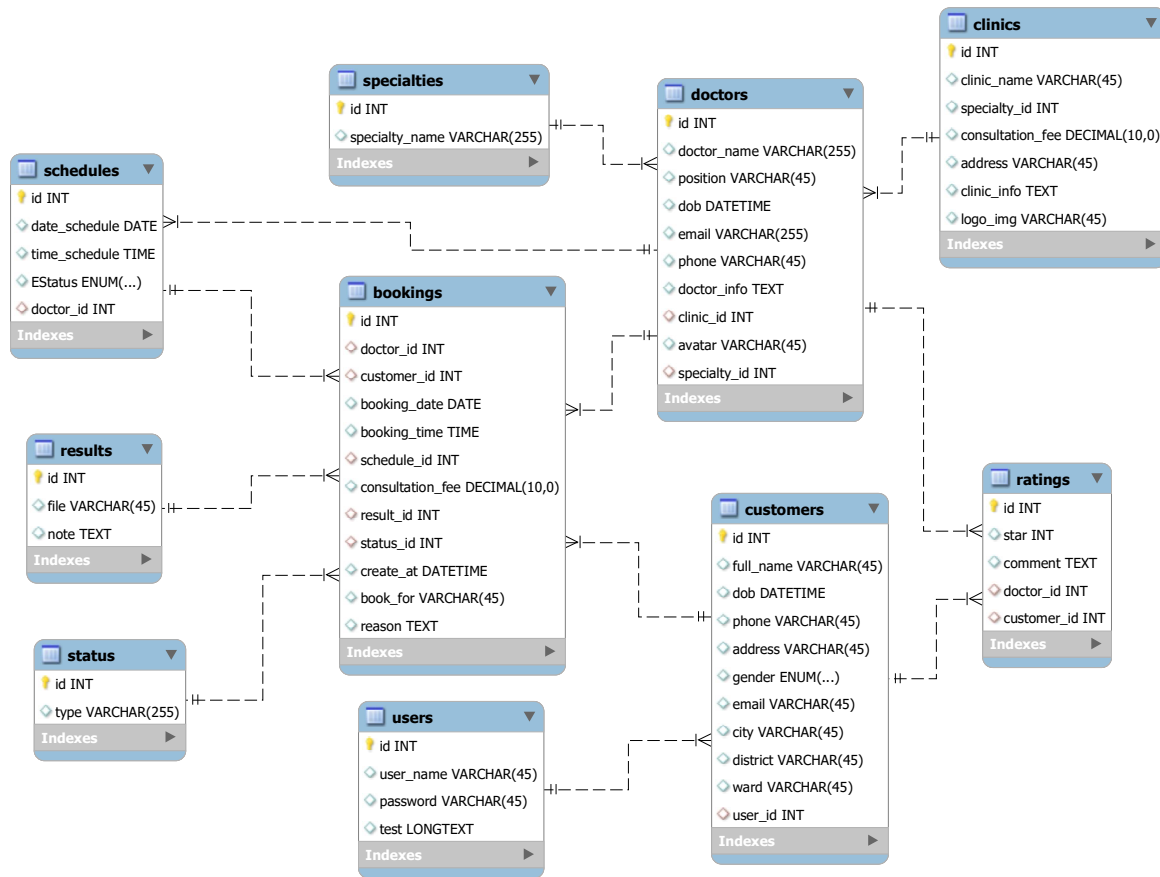 clinics
id INT
clinic_name VARCHAR(45)
specialty_id INT
consultation_fee DECIMAL(10,0)
address VARCHAR(45)
clinic_info TEXT
logo_img VARCHAR(45)
Indexes
specialties
id INT
specialty_name VARCHAR(255)
Indexes
doctors
id INT
doctor_name VARCHAR(255)
position VARCHAR(45)
dob DATETIME
email VARCHAR(255)
phone VARCHAR(45)
doctor_info TEXT
clinic_id INT
avatar VARCHAR(45)
specialty_id INT
Indexes
schedules
id INT
date_schedule DATE
time_schedule TIME
EStatus ENUM(...)
doctor_id INT
Indexes
bookings
id INT
doctor_id INT
customer_id INT
booking_date DATE
booking_time TIME
schedule_id INT
consultation_fee DECIMAL(10,0)
result_id INT
status_id INT
create_at DATETIME
book_for VARCHAR(45)
reason TEXT
Indexes
results
id INT
file VARCHAR(45)
note TEXT
Indexes
ratings
id INT
star INT
comment TEXT
doctor_id INT
customer_id INT
Indexes
customers
id INT
full_name VARCHAR(45)
dob DATETIME
phone VARCHAR(45)
address VARCHAR(45)
gender ENUM(...)
email VARCHAR(45)
city VARCHAR(45)
district VARCHAR(45)
ward VARCHAR(45)
user_id INT
Indexes
status
id INT
type VARCHAR(255)
Indexes
users
id INT
user_name VARCHAR(45)
password VARCHAR(45)
test LONGTEXT
Indexes